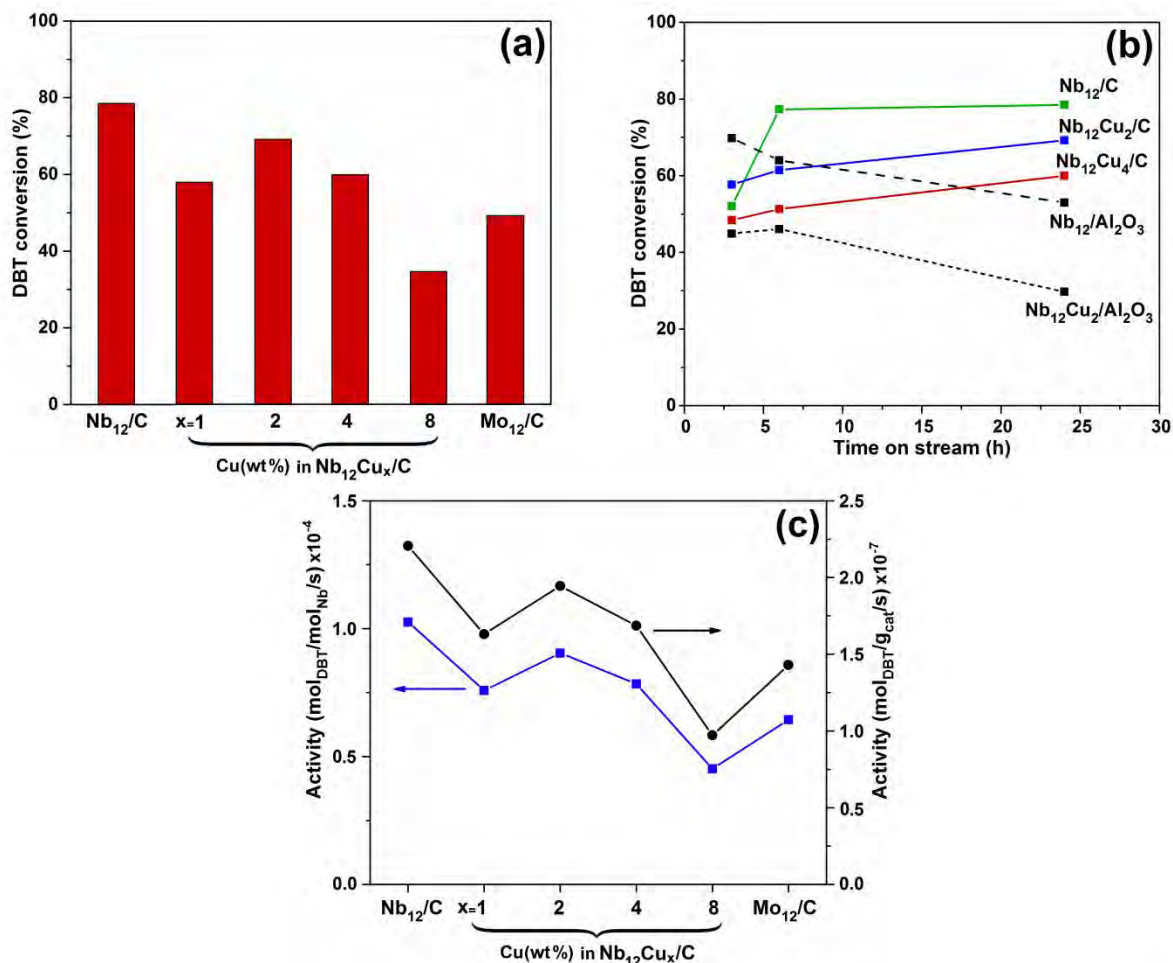 (a)
DBT conversion (%)
100
80
60
40
20
0
Nb₁₂/C x=1 2 4 8 Mo₁₂/C
Cu(wt%) in Nb₁₂Cuₓ/C
(b)
DBT conversion (%)
100
80
60
40
20
0
Nb₁₂/C
Nb₁₂Cu₂/C
Nb₁₂Cu₄/C
Nb₁₂/Al₂O₃
Nb₁₂Cu₂/Al₂O₃
0 5 10 15 20 25 30
Time on stream (h)
(c)
Activity (mol_DBT/mol_Nb/s) x10⁻⁴
1.5
1.0
0.5
0.0
2.5
2.0
1.5
1.0
0.5
0.0
Activity (mol_DBT/g_cat/s) x10⁻⁷
Nb₁₂/C x=1 2 4 8 Mo₁₂/C
Cu(wt%) in Nb₁₂Cuₓ/C